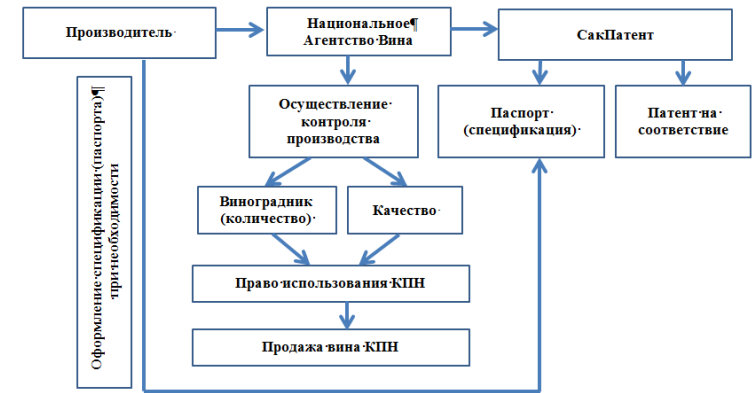 Производитель
Национальное
Агентство Вина
СакПатент
Оформление спецификации (паспорта)
при необходимости
Осуществление
контроля
производства
Паспорт
(спецификация)
Патент на
соответствие
Виноградник
(количество)
Качество
Право использования КПН
Продажа вина КПН